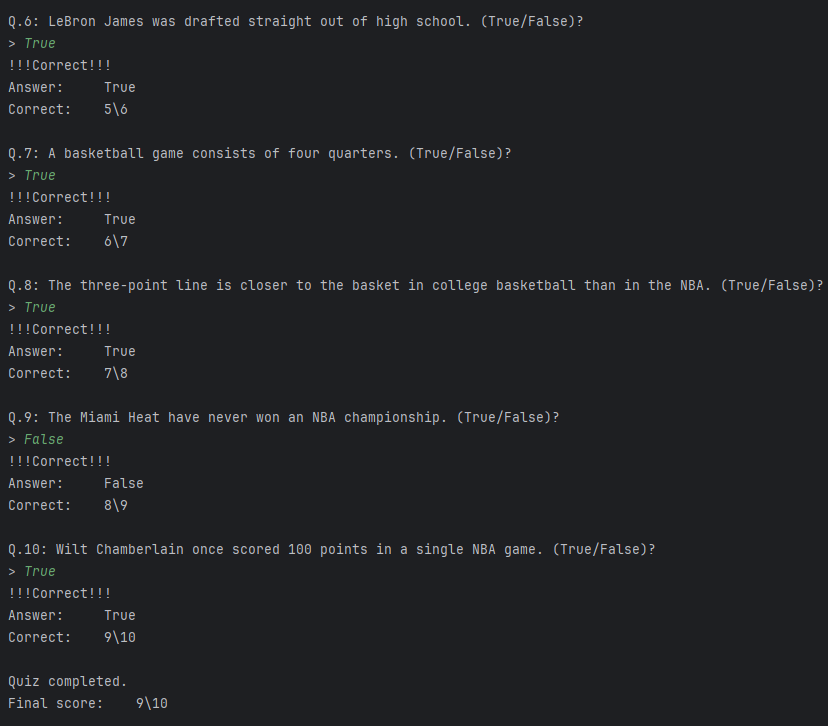 Q.6: LeBron James was drafted straight out of high school. (True/False)?
> True
!!!Correct!!!
Answer:     True
Correct:    5\6

Q.7: A basketball game consists of four quarters. (True/False)?
> True
!!!Correct!!!
Answer:     True
Correct:    6\7

Q.8: The three-point line is closer to the basket in college basketball than in the NBA. (True/False)?
> True
!!!Correct!!!
Answer:     True
Correct:    7\8

Q.9: The Miami Heat have never won an NBA championship. (True/False)?
> False
!!!Correct!!!
Answer:     False
Correct:    8\9

Q.10: Wilt Chamberlain once scored 100 points in a single NBA game. (True/False)?
> True
!!!Correct!!!
Answer:     True
Correct:    9\10

Quiz completed.
Final score:    9\10